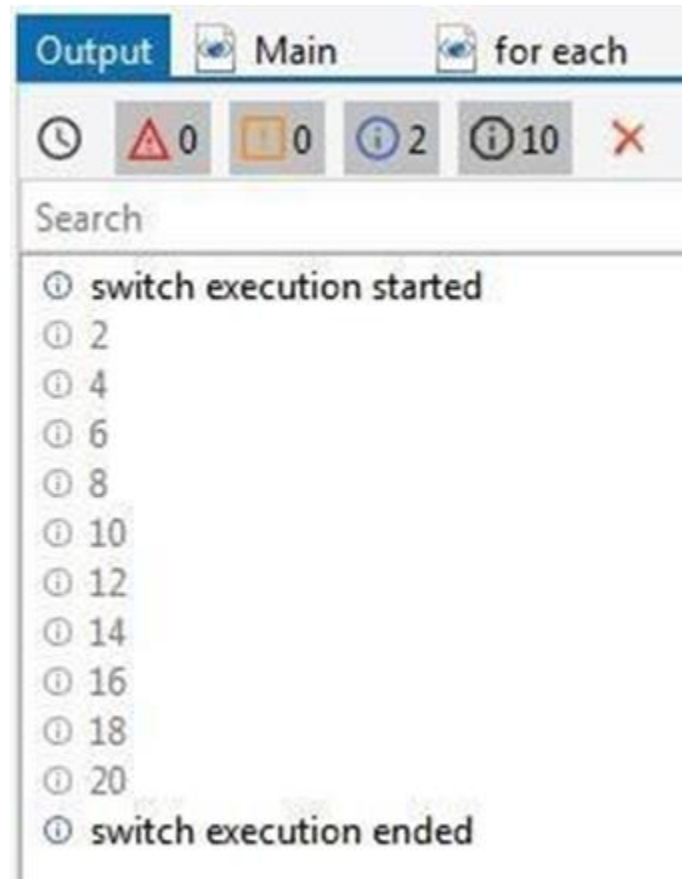 Output Main for each
0 0 2 10
Search
switch execution started
2
4
6
8
10
12
14
16
18
20
switch execution ended